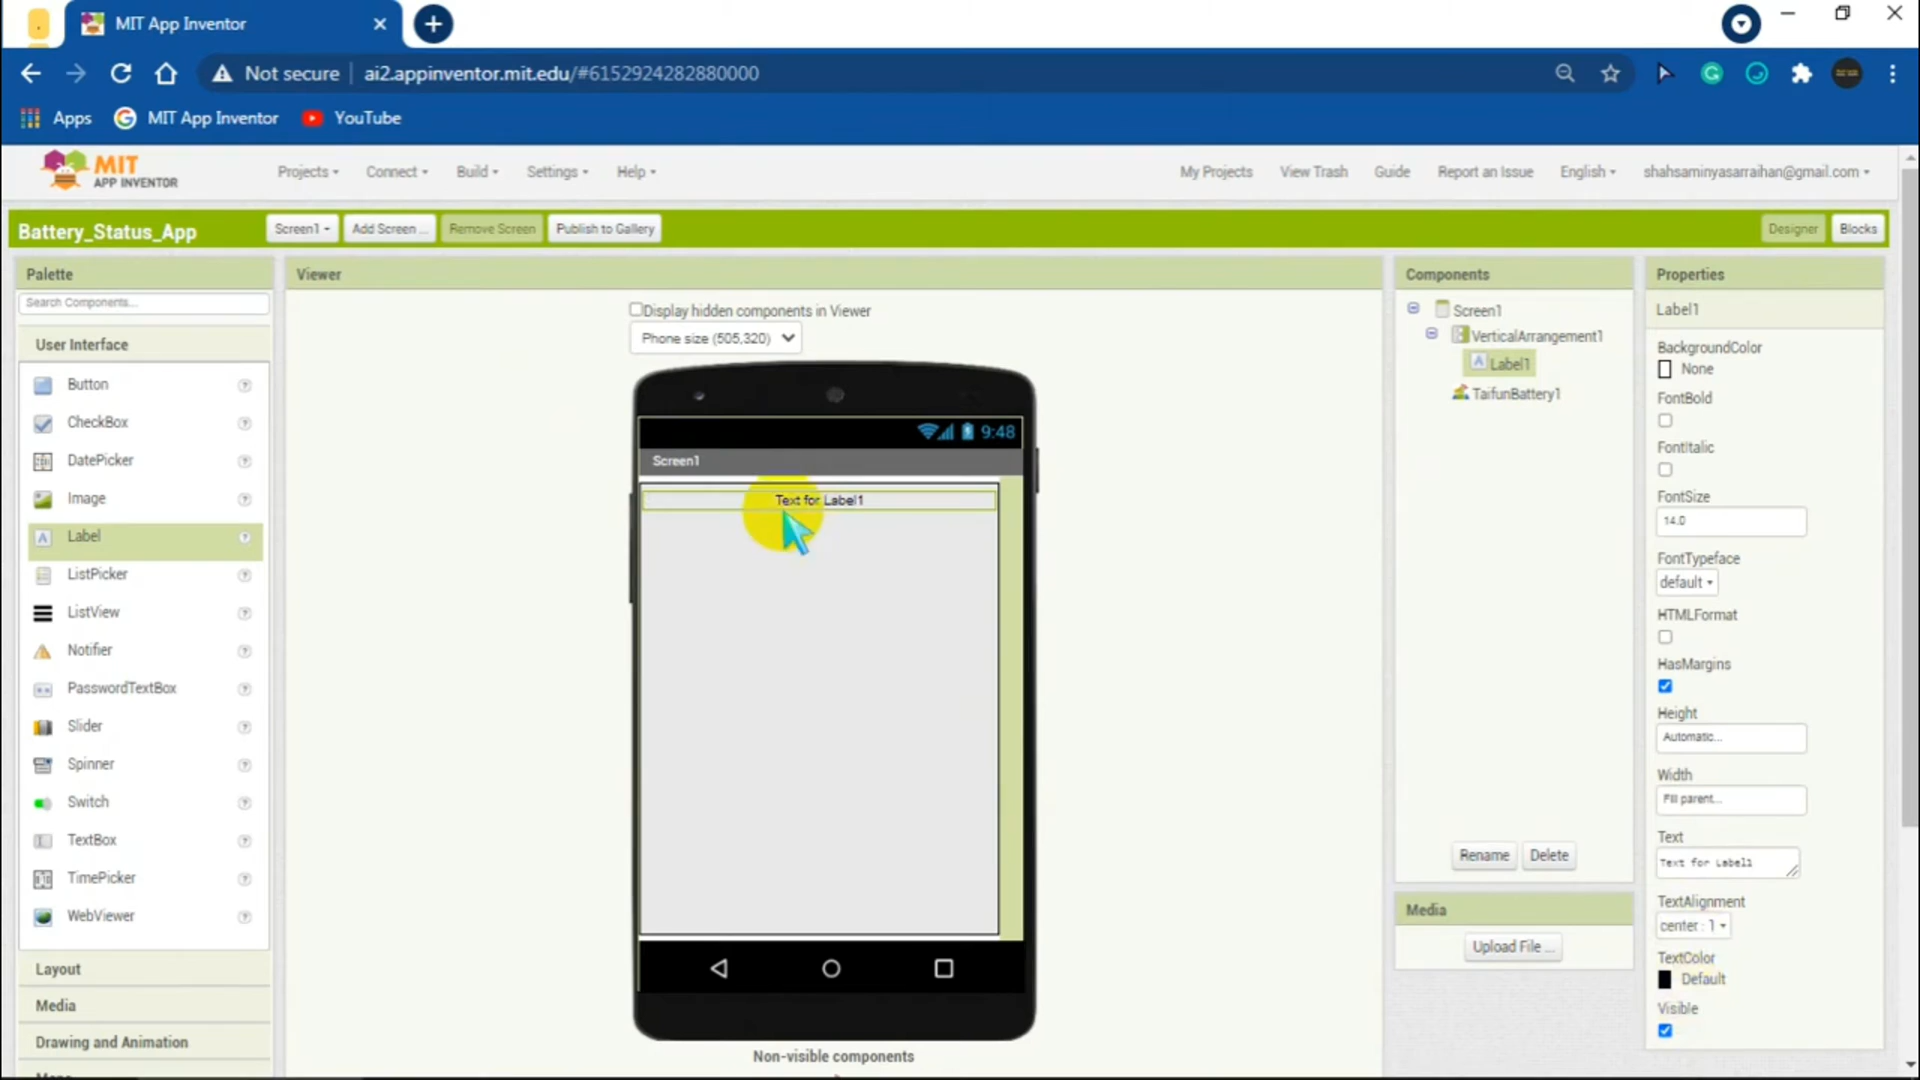 MIT App Inventor
Not secure
ai2.appinventor.mit.edu/#6152924282880000
Apps
MIT App Inventor
YouTube
MIT
APP INVENTOR
Projects
Connect
Build
Settings
Help
My Projects
View Trash
Guide
Report an Issue
English
shahsaminyasarraihan@gmail.com
Battery_Status_App
Screen1
Add Screen ...
Remove Screen
Publish to Gallery
Designer
Blocks
Palette
Search Components...
User Interface
Button
CheckBox
DatePicker
Image
Label
ListPicker
ListView
Notifier
PasswordTextBox
Slider
Spinner
Switch
TextBox
TimePicker
WebViewer
Layout
Media
Drawing and Animation
Viewer
Display hidden components in Viewer
Phone size (505,320)
9:48
Screen1
Text for Label1
Non-visible components
Components
Screen1
VerticalArrangement1
Label1
TaifunBattery1
Rename
Delete
Media
Upload File ...
Properties
Label1
BackgroundColor
None
FontBold
FontItalic
FontSize
14.0
FontTypeface
default
HTMLFormat
HasMargins
Height
Automatic...
Width
Fill parent...
Text
Text for Label1
TextAlignment
center : 1
TextColor
Default
Visible